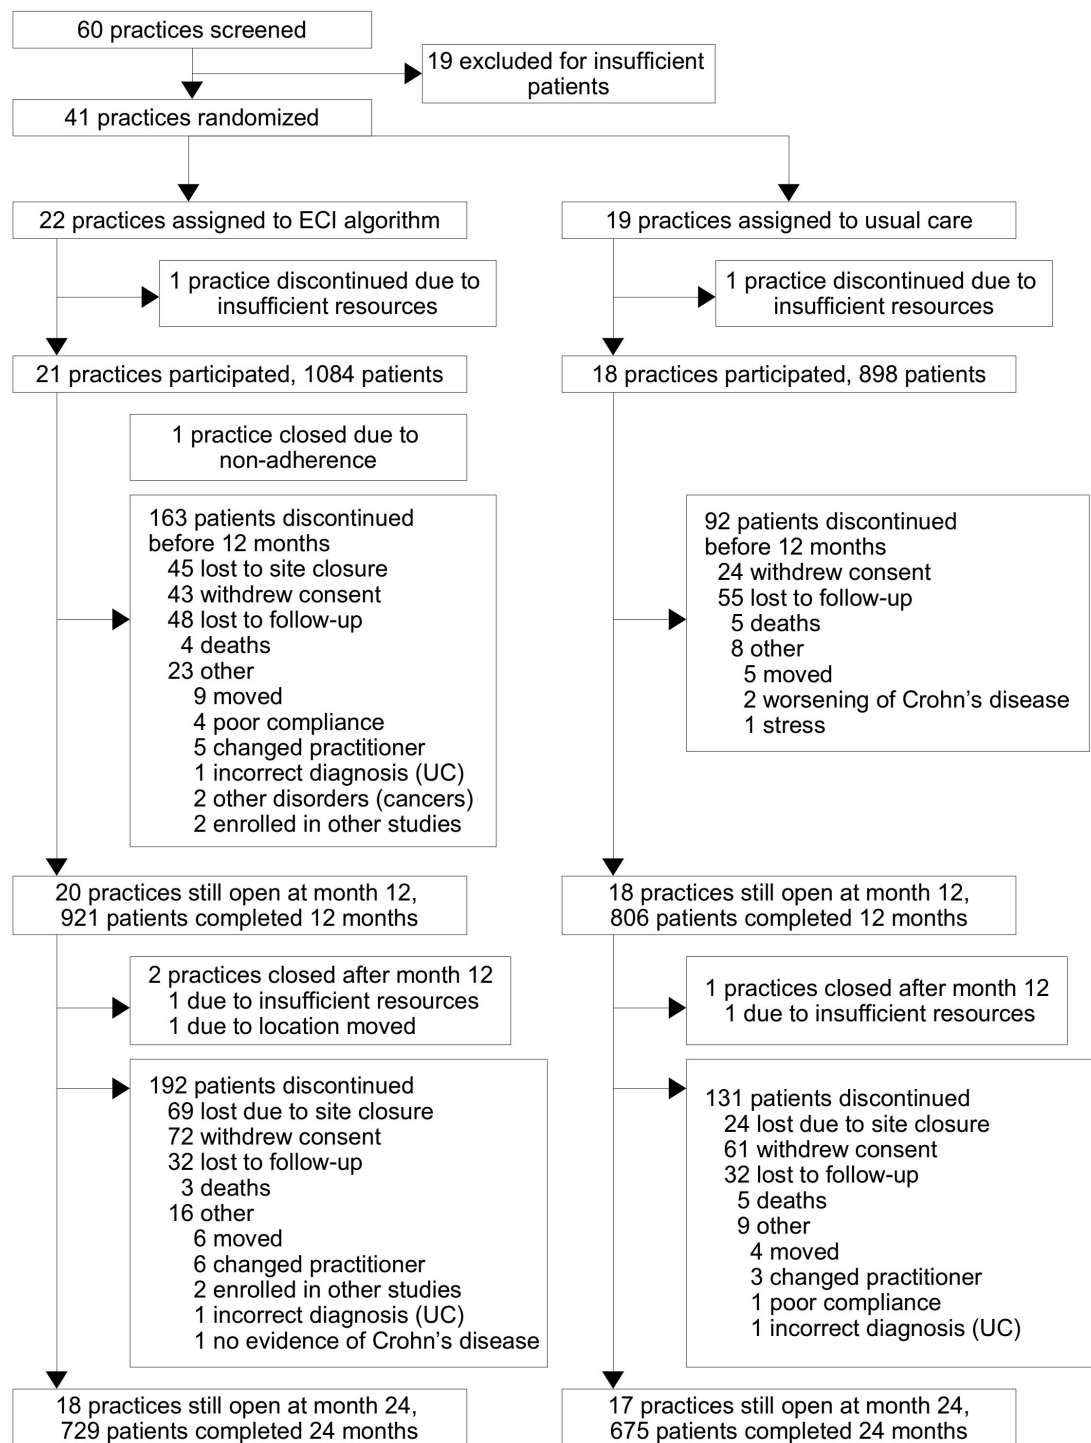 60 practices screened
19 excluded for insufficient
patients
41 practices randomized
22 practices assigned to ECI algorithm
19 practices assigned to usual care
1 practice discontinued due to
insufficient resources
1 practice discontinued due to
insufficient resources
21 practices participated, 1084 patients
18 practices participated, 898 patients
1 practice closed due to
non-adherence
163 patients discontinued
before 12 months
45 lost to site closure
43 withdrew consent
48 lost to follow-up
4 deaths
23 other
9 moved
4 poor compliance
5 changed practitioner
1 incorrect diagnosis (UC)
2 other disorders (cancers)
2 enrolled in other studies
92 patients discontinued
before 12 months
24 withdrew consent
55 lost to follow-up
5 deaths
8 other
5 moved
2 worsening of Crohn's disease
1 stress
20 practices still open at month 12,
921 patients completed 12 months
18 practices still open at month 12,
806 patients completed 12 months
2 practices closed after month 12
1 due to insufficient resources
1 due to location moved
1 practices closed after month 12
1 due to insufficient resources
192 patients discontinued
69 lost due to site closure
72 withdrew consent
32 lost to follow-up
3 deaths
16 other
6 moved
6 changed practitioner
2 enrolled in other studies
1 incorrect diagnosis (UC)
1 no evidence of Crohn's disease
131 patients discontinued
24 lost due to site closure
61 withdrew consent
32 lost to follow-up
5 deaths
9 other
4 moved
3 changed practitioner
1 poor compliance
1 incorrect diagnosis (UC)
18 practices still open at month 24,
729 patients completed 24 months
17 practices still open at month 24,
675 patients completed 24 months